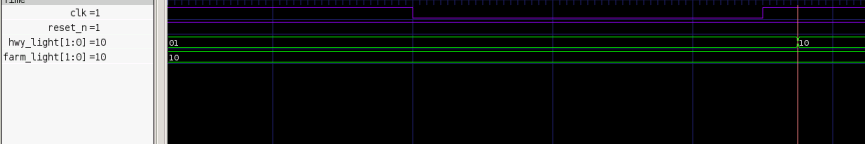 Time
clk =1
reset_n =1
hwy_light[1:0] =10
01
10
farm_light[1:0] =10
10